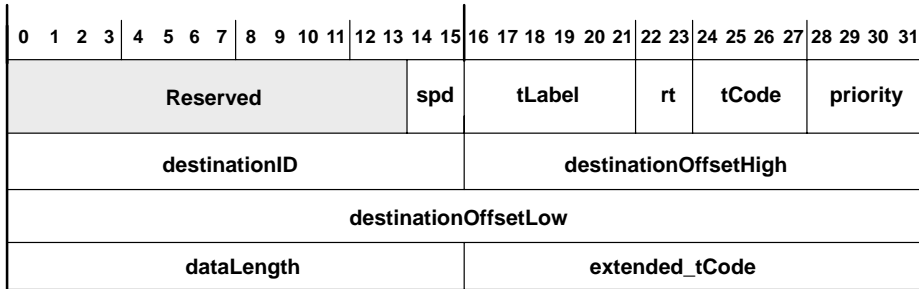 0 1 2 3 4 5 6 7 8 9 10 11 12 13 14 15 16 17 18 19 20 21 22 23 24 25 26 27 28 29 30 31
Reserved spd tLabel rt tCode priority
destinationID destinationOffsetHigh
destinationOffsetLow
dataLength extended_tCode